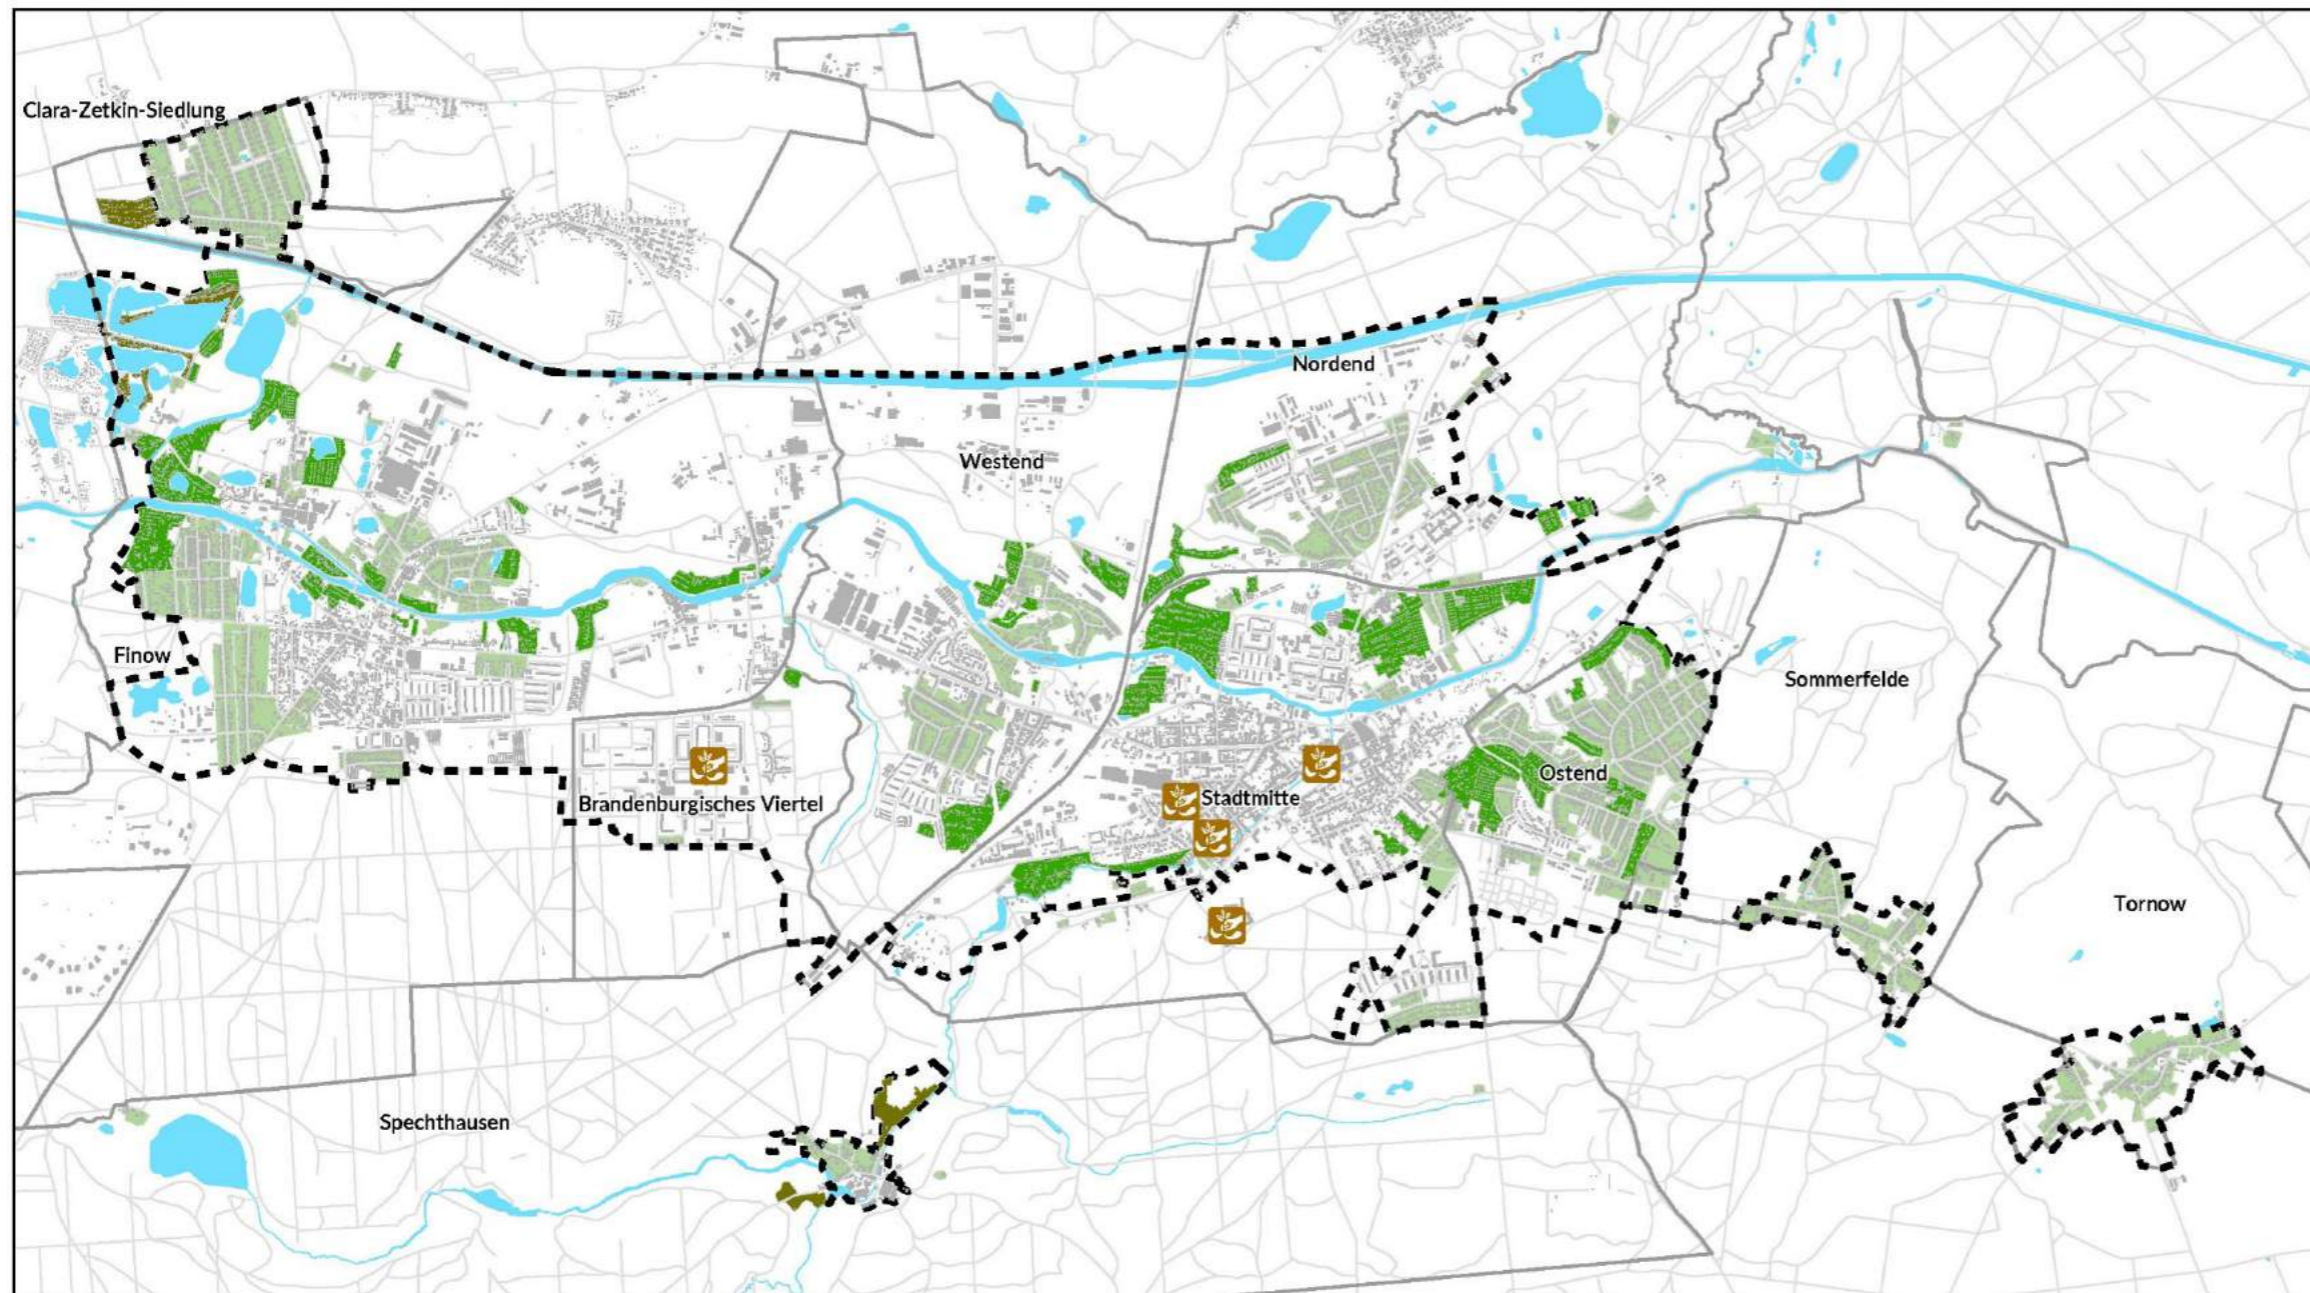 Clara-Zetkin-Siedlung
Nordend
Westend
Finow
Sommerfelde
Ostend
Stadtmitte
Brandenburgisches Viertel
Tornow
Spechthausen